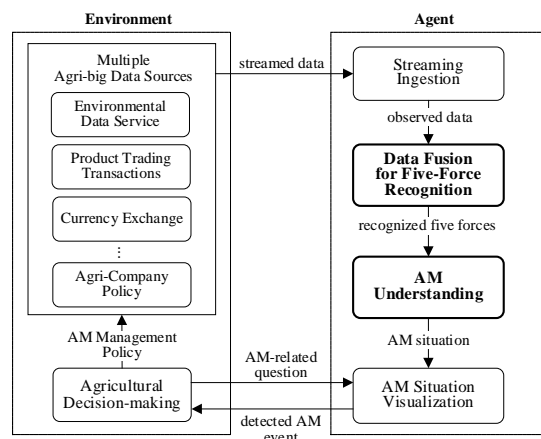 Environment
Multiple
Agri-big Data Sources
Environmental
Data Service
Product Trading
Transactions
Currency Exchange
...
Agri-Company
Policy
AM Management
Policy
Agricultural
Decision-making
streamed data
AM-related
question
detected AM
event
Agent
Streaming
Ingestion
observed data
Data Fusion
for Five-Force
Recognition
recognized five forces
AM
Understanding
AM situation
AM Situation
Visualization